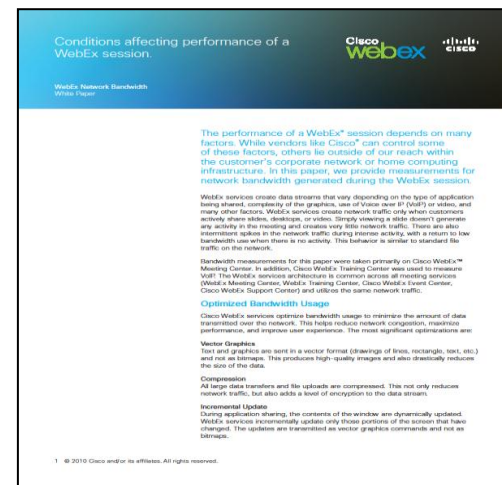 Conditions affecting performance of a
WebEx session.
Cisco
webex
CISCO
WebEx Network Bandwidth
White Paper
The performance of a WebEx® session depends on many
factors. While vendors like Cisco® can control some
of these factors, others lie outside of our reach within
the customer's corporate network or home computing
infrastructure. In this paper, we provide measurements for
network bandwidth generated during the WebEx session.
WebEx services create data streams that vary depending on the type of application
being shared, complexity of the graphics, use of Voice over IP (VoIP) or video, and
many other factors. WebEx services create network traffic only when customers
actively share slides, desktops, or video. Simply viewing a slide doesn't generate
any activity in the meeting and creates very little network traffic. There are also
intermittent spikes in the network traffic during intense activity, with a return to low
bandwidth use when there is no activity. This behavior is similar to standard file
traffic on the network.
Bandwidth measurements for this paper were taken primarily on Cisco WebEx™
Meeting Center. In addition, Cisco WebEx Training Center was used to measure
VoIP. The WebEx services architecture is common across all meeting services
(WebEx Meeting Center, WebEx Training Center, Cisco WebEx Event Center,
Cisco WebEx Support Center) and utilizes the same network traffic.
Optimized Bandwidth Usage
Cisco WebEx services optimize bandwidth usage to minimize the amount of data
transmitted over the network. This helps reduce network congestion, maximize
performance, and improve user experience. The most significant optimizations are:
Vector Graphics
Text and graphics are sent in a vector format (drawings of lines, rectangle, text, etc.)
and not as bitmaps. This produces high-quality images and also drastically reduces
the size of the data.
Compression
All large data transfers and file uploads are compressed. This not only reduces
network traffic, but also adds a level of encryption to the data stream.
Incremental Update
During application sharing, the contents of the window are dynamically updated.
WebEx services incrementally update only those portions of the screen that have
changed. The updates are transmitted as vector graphics commands and not as
bitmaps.
1 © 2010 Cisco and/or its affiliates. All rights reserved.